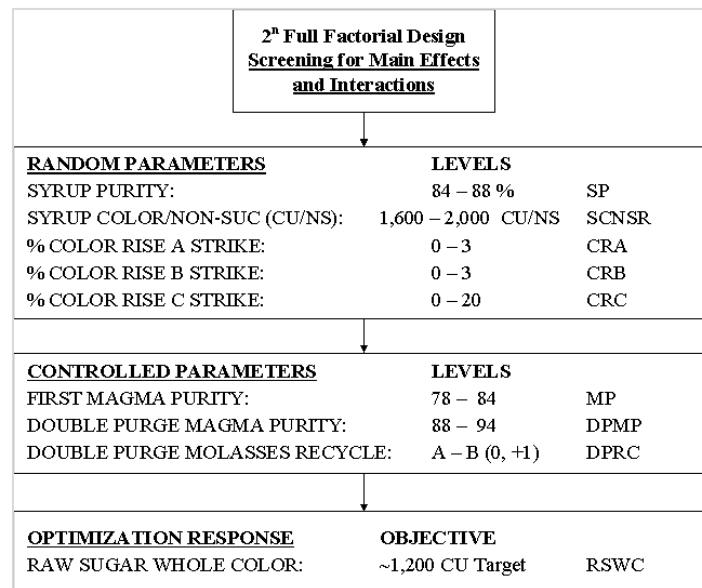 2ⁿ Full Factorial Design
Screening for Main Effects
and Interactions
RANDOM PARAMETERS LEVELS
SYRUP PURITY: 84 – 88 % SP
SYRUP COLOR/NON-SUC (CU/NS): 1,600 – 2,000 CU/NS SCNSR
% COLOR RISE A STRIKE: 0 – 3 CRA
% COLOR RISE B STRIKE: 0 – 3 CRB
% COLOR RISE C STRIKE: 0 – 20 CRC
CONTROLLED PARAMETERS LEVELS
FIRST MAGMA PURITY: 78 – 84 MP
DOUBLE PURGE MAGMA PURITY: 88 – 94 DPMP
DOUBLE PURGE MOLASSES RECYCLE: A – B (0, +1) DPRC
OPTIMIZATION RESPONSE OBJECTIVE
RAW SUGAR WHOLE COLOR: ~1,200 CU Target RSWC